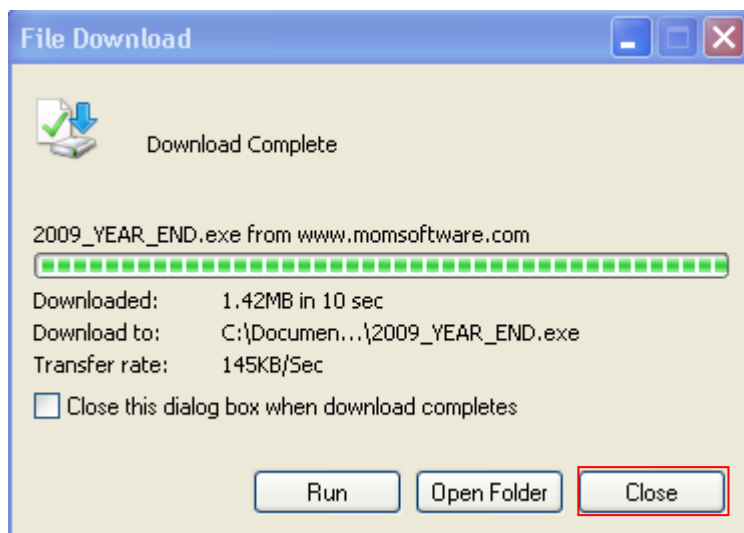 File Download
Download Complete
2009_YEAR_END.exe from www.momsoftware.com
Downloaded: 1.42MB in 10 sec
Download to: C:\Documen...\2009_YEAR_END.exe
Transfer rate: 145KB/Sec
Close this dialog box when download completes
Run Open Folder Close